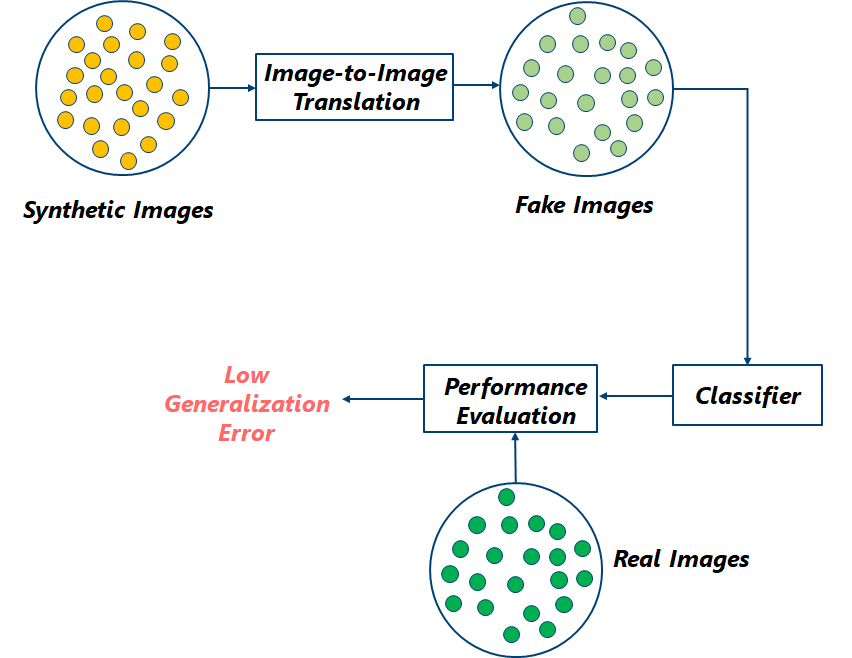 Image-to-Image
Translation
Synthetic Images
Fake Images
Low
Generalization
Error
Performance
Evaluation
Classifier
Real Images